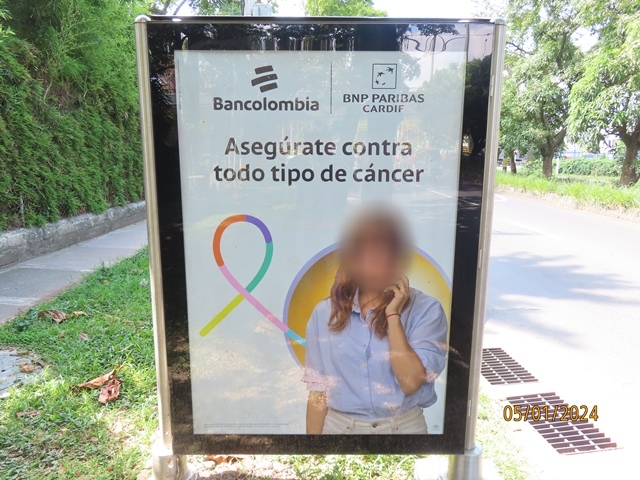 Bancolombia
BNP PARIBAS
CARDIF
Asegúrate contra
todo tipo de cáncer
05/01/2024